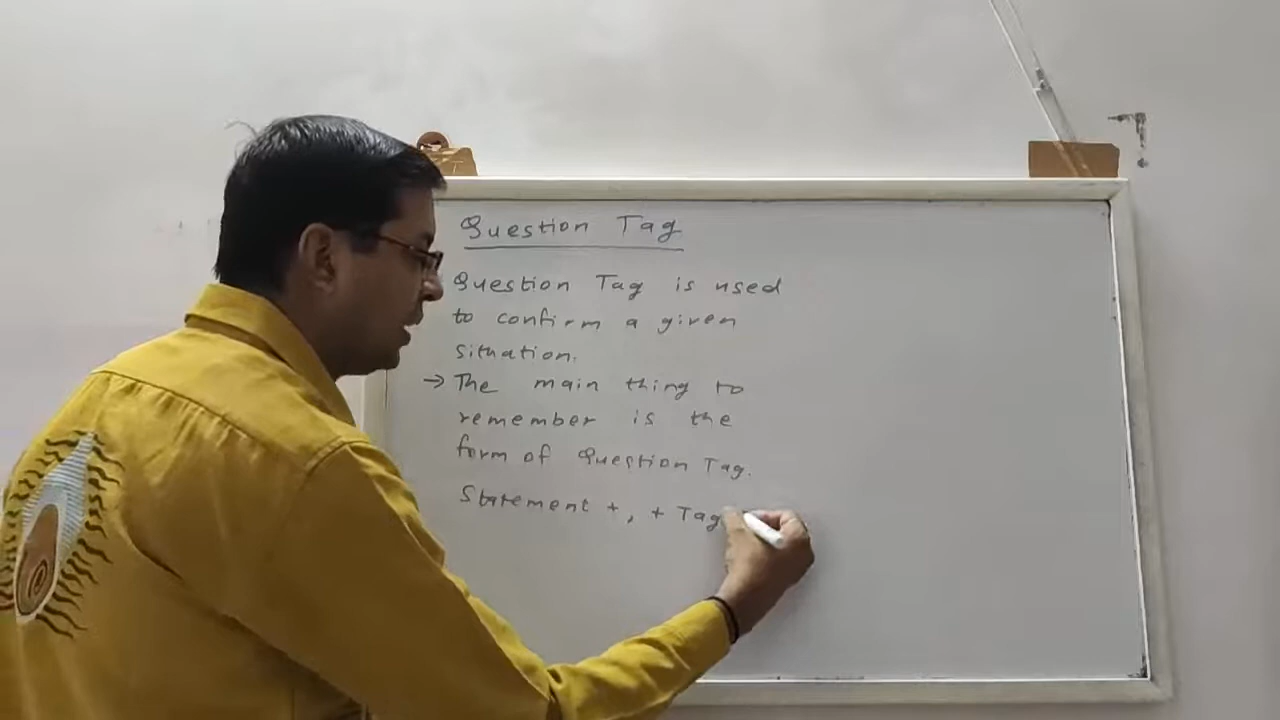 Question Tag
Question Tag is used
to confirm a given
situation.
→ The main thing to
remember is the
form of Question Tag.
Statement +, + Tag